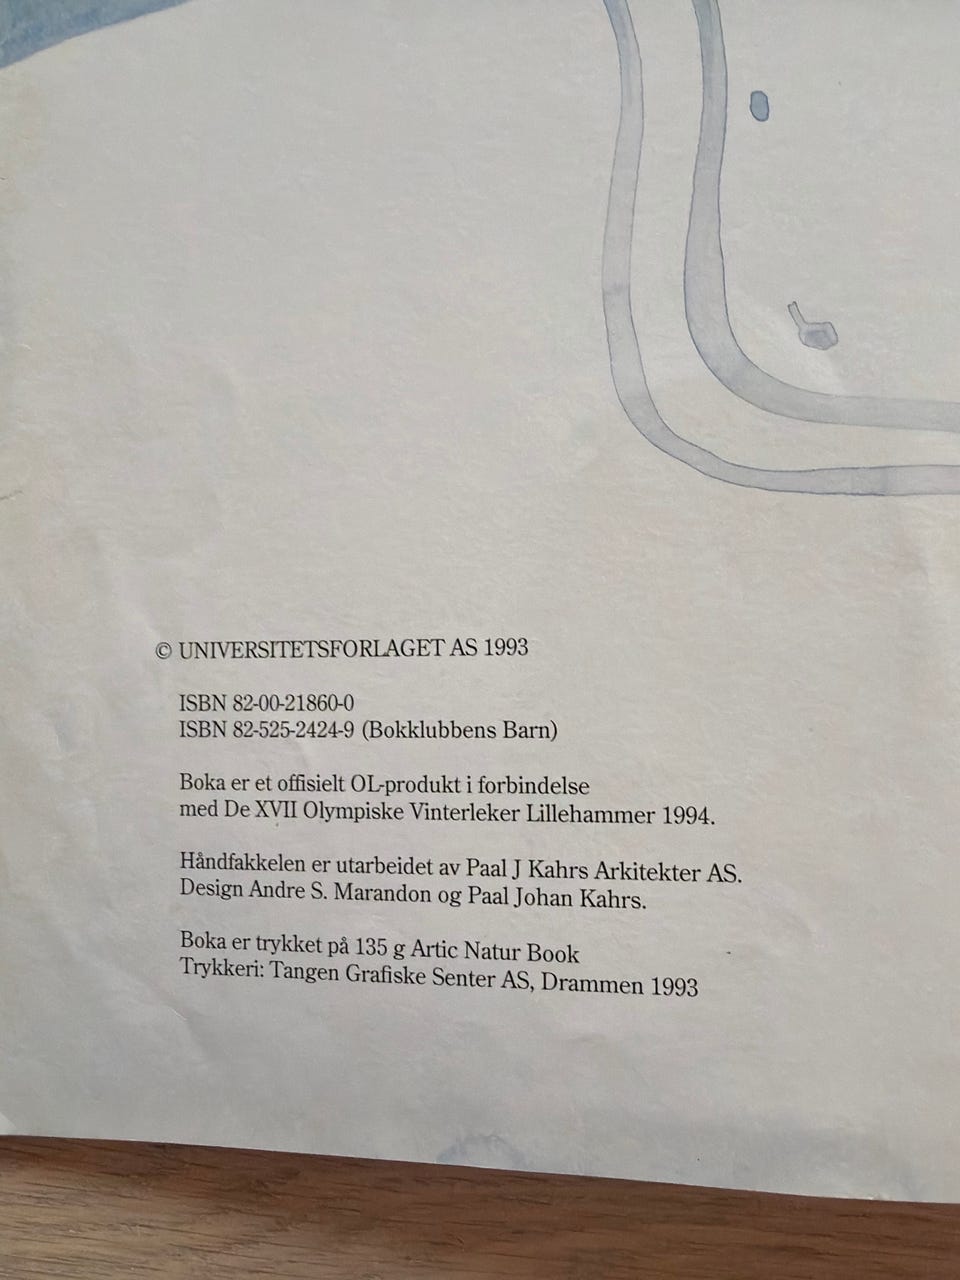 © UNIVERSITETSFORLAGET AS 1993
ISBN 82-00-21860-0
ISBN 82-525-2424-9 (Bokklubbens Barn)
Boka er et offisielt OL-produkt i forbindelse
med De XVII Olympiske Vinterleker Lillehammer 1994.
Håndfakkelen er utarbeidet av Paal J Kahrs Arkitekter AS.
Design Andre S. Marandon og Paal Johan Kahrs.
Boka er trykket på 135 g Artic Natur Book
Trykkeri: Tangen Grafiske Senter AS, Drammen 1993